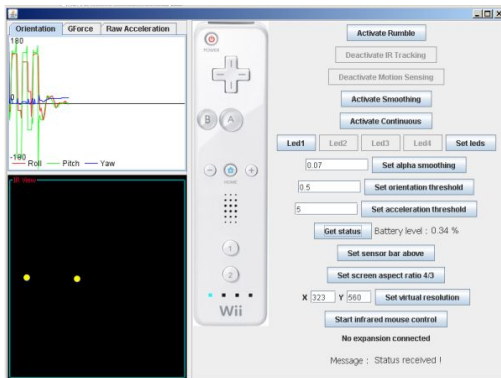 Orientation GForce Raw Acceleration
180
0
-180
Roll Pitch Yaw
IR View
POWER
B A
HOME
1
2
Wii
Activate Rumble
Deactivate IR Tracking
Deactivate Motion Sensing
Activate Smoothing
Activate Continuous
Led1 Led2 Led3 Led4 Set leds
0.07 Set alpha smoothing
0.5 Set orientation threshold
5 Set acceleration threshold
Get status Battery level : 0.34 %
Set sensor bar above
Set screen aspect ratio 4/3
X 323 Y 560 Set virtual resolution
Start infrared mouse control
No expansion connected
Message : Status received !